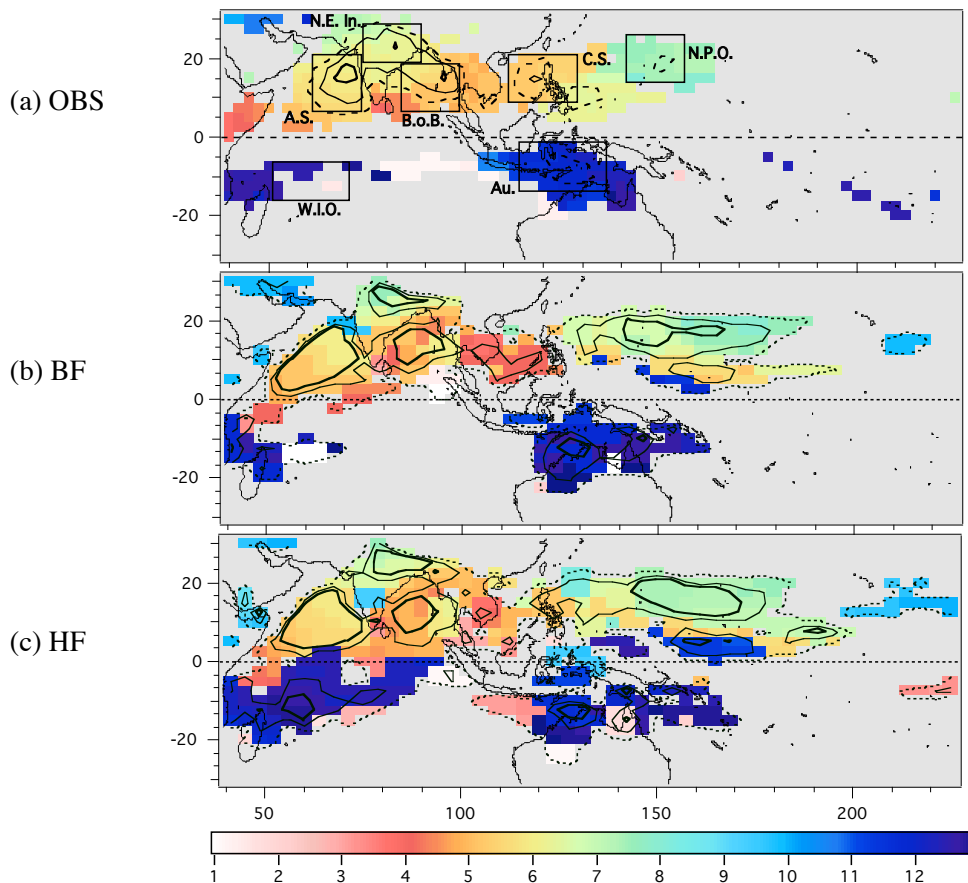 (a) OBS
N.E. In.
N.P.O.
C.S.
A.S.
B.o.B.
Au.
W.I.O.
20
0
-20
(b) BF
20
0
-20
(c) HF
20
0
-20
50 100 150 200
1 2 3 4 5 6 7 8 9 10 11 12